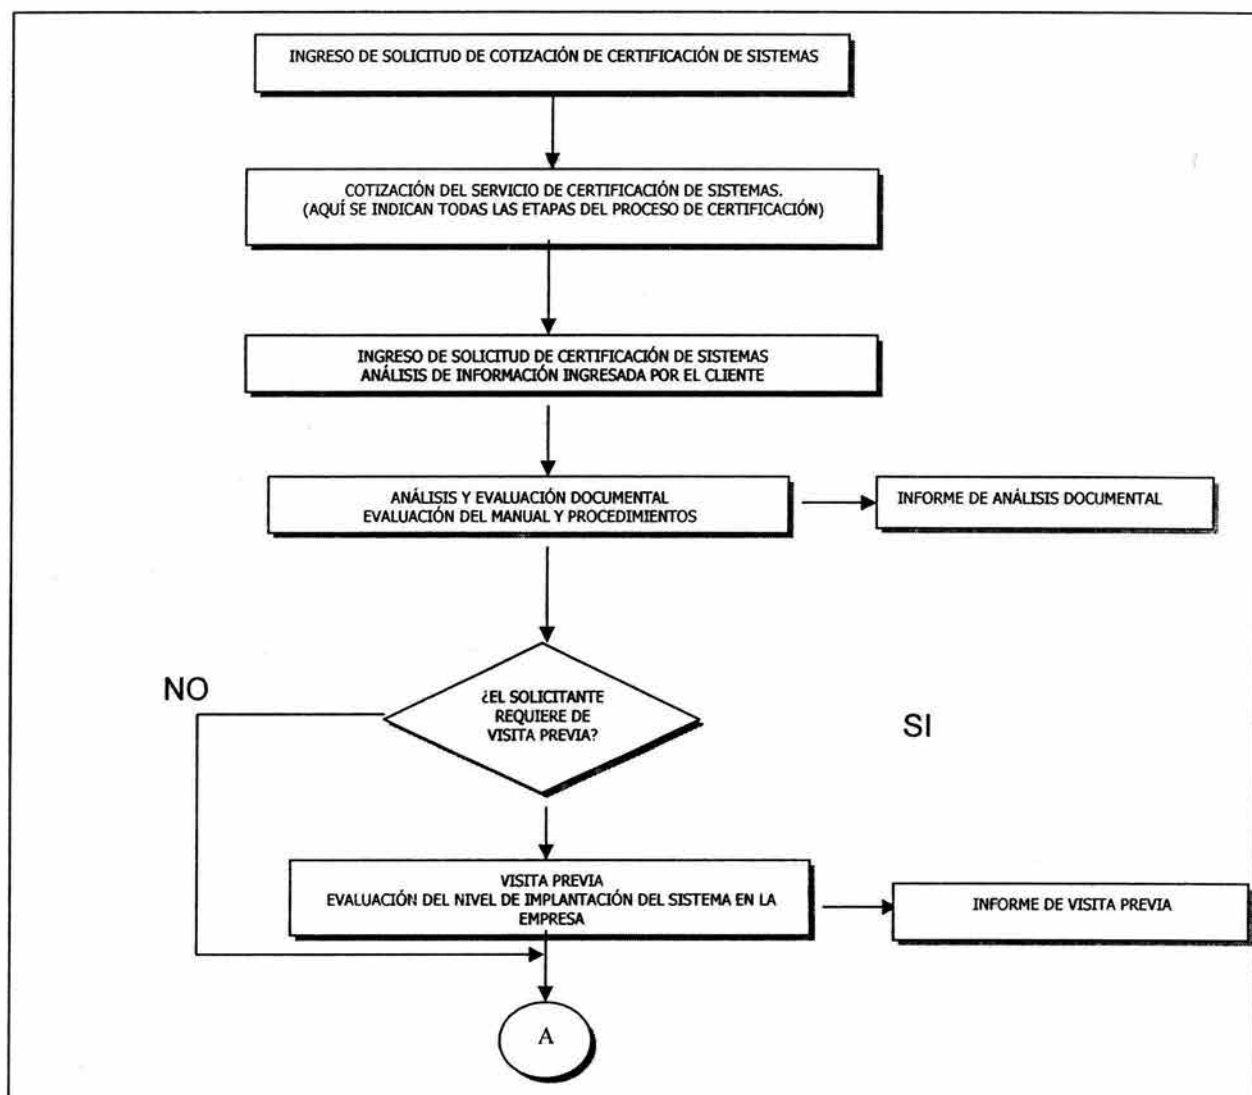 INGRESO DE SOLICITUD DE COTIZACIÓN DE CERTIFICACIÓN DE SISTEMAS
COTIZACIÓN DEL SERVICIO DE CERTIFICACIÓN DE SISTEMAS.
(AQUÍ SE INDICAN TODAS LAS ETAPAS DEL PROCESO DE CERTIFICACIÓN)
INGRESO DE SOLICITUD DE CERTIFICACIÓN DE SISTEMAS
ANÁLISIS DE INFORMACIÓN INGRESADA POR EL CLIENTE
ANÁLISIS Y EVALUACIÓN DOCUMENTAL
EVALUACIÓN DEL MANUAL Y PROCEDIMIENTOS
INFORME DE ANÁLISIS DOCUMENTAL
NO
¿EL SOLICITANTE
REQUIERE DE
VISITA PREVIA?
SI
VISITA PREVIA
EVALUACIÓN DEL NIVEL DE IMPLANTACIÓN DEL SISTEMA EN LA
EMPRESA
INFORME DE VISITA PREVIA
A